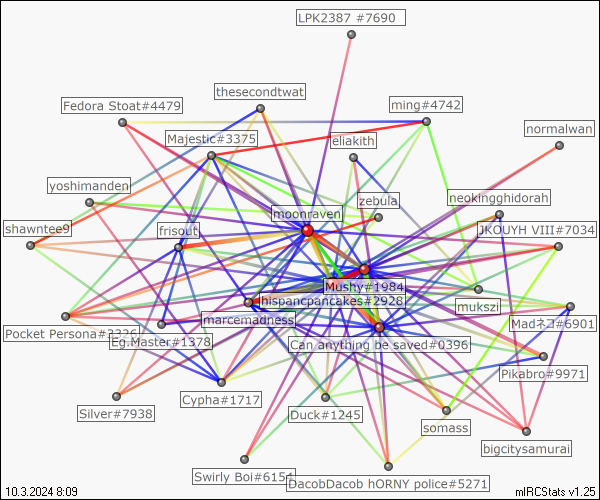 LPK2387 #7690
thesecondtwat
Fedora Stoat#4479
ming#4742
normalwan
Majestic#3375
eliakith
yoshimanden
zebula
neokingghidorah
moonraven
shawntee9
frisout
JKOUYH VIII#7034
Mushy#1984
hispancpancakes#2928
mukszi
Pocket Persona#
marcemadness
Madネコ#6901
Eg.Master#1378
Can anything be saved#0396
Pikabro#9971
Silver#7938
Cypha#1717
Duck#1245
somass
bigcitysamurai
Swirly Boi#6154
DacobDacob hORNY police#5271
10.3.2024 8:09
mIRCStats v1.25